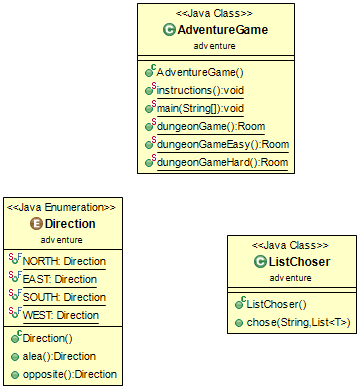 <<Java Class>>
AdventureGame
adventure
AdventureGame()
instructions():void
main(String[]):void
dungeonGame():Room
dungeonGameEasy():Room
dungeonGameHard():Room
<<Java Enumeration>>
Direction
adventure
NORTH: Direction
EAST: Direction
SOUTH: Direction
WEST: Direction
Direction()
alea():Direction
opposite():Direction
<<Java Class>>
ListChoser
adventure
ListChoser()
chose(String,List<T>)